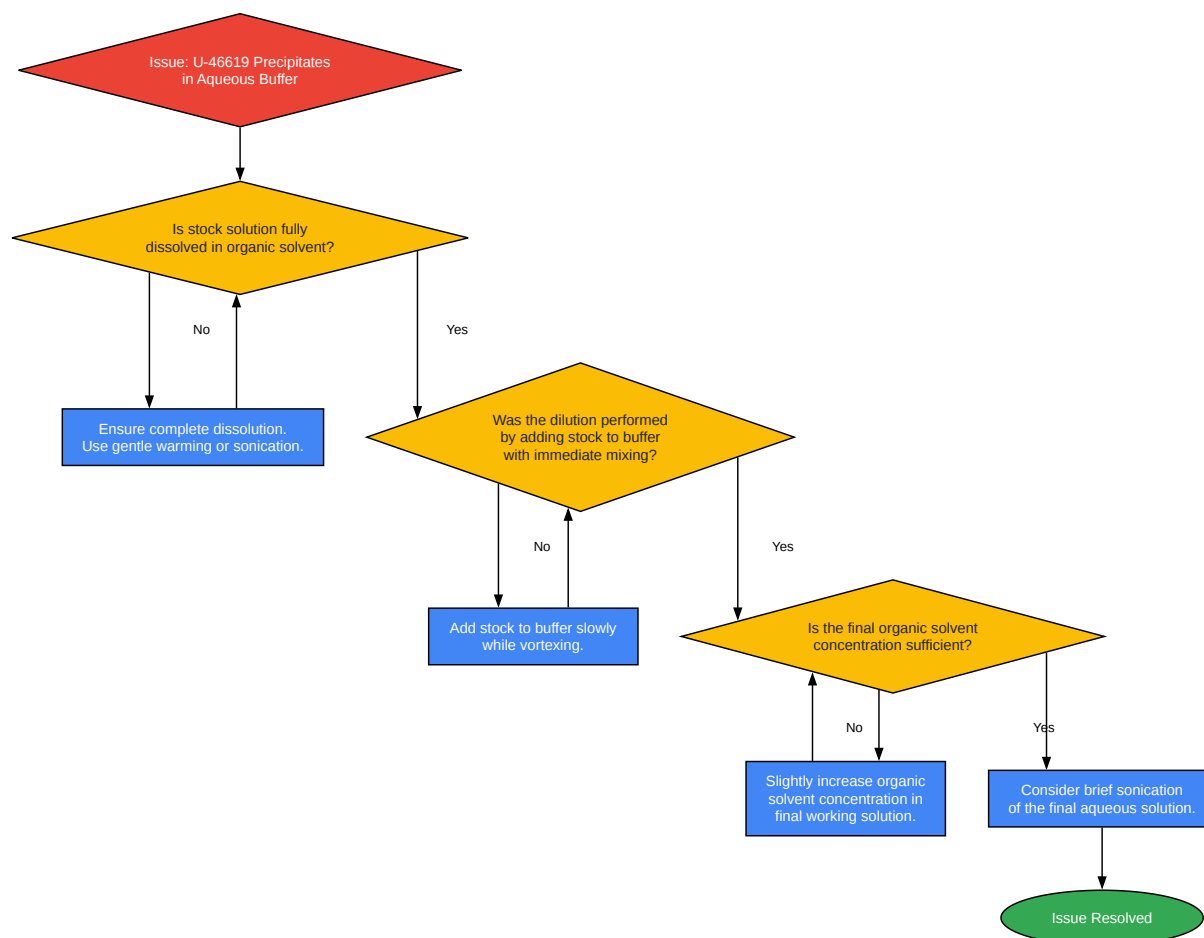 Issue: U-46619 Precipitates
in Aqueous Buffer
Is stock solution fully
dissolved in organic solvent?
No
Yes
Ensure complete dissolution.
Use gentle warming or sonication.
Was the dilution performed
by adding stock to buffer
with immediate mixing?
No
Yes
Add stock to buffer slowly
while vortexing.
Is the final organic solvent
concentration sufficient?
No
Yes
Slightly increase organic
solvent concentration in
final working solution.
Consider brief sonication
of the final aqueous solution.
Issue Resolved